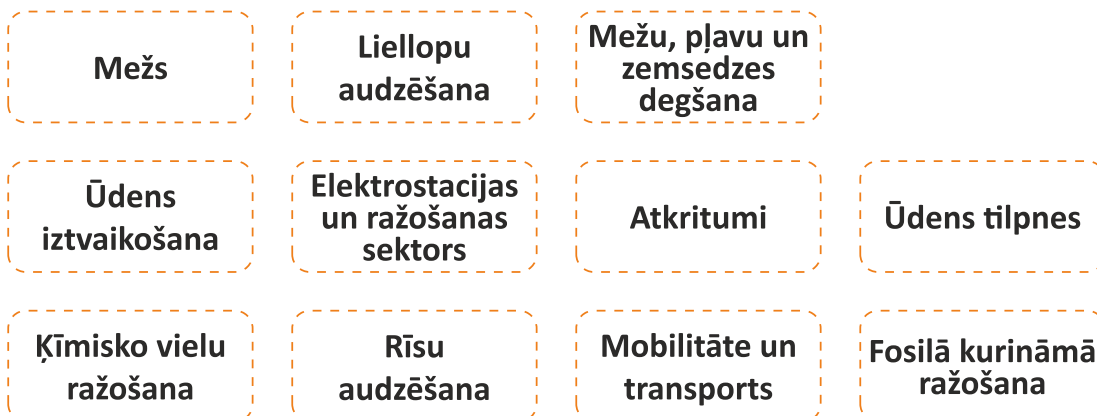 Mežs
Liellopu
audzēšana
Mežu, pļavu un
zemsedzes
degšana
Ūdens
iztvaikošana
Elektrostacijas
un ražošanas
sektors
Atkritumi
Ūdens tilpnes
Ķīmisko vielu
ražošana
Rīsu
audzēšana
Mobilitāte un
transports
Fosilā kurināmā
ražošana